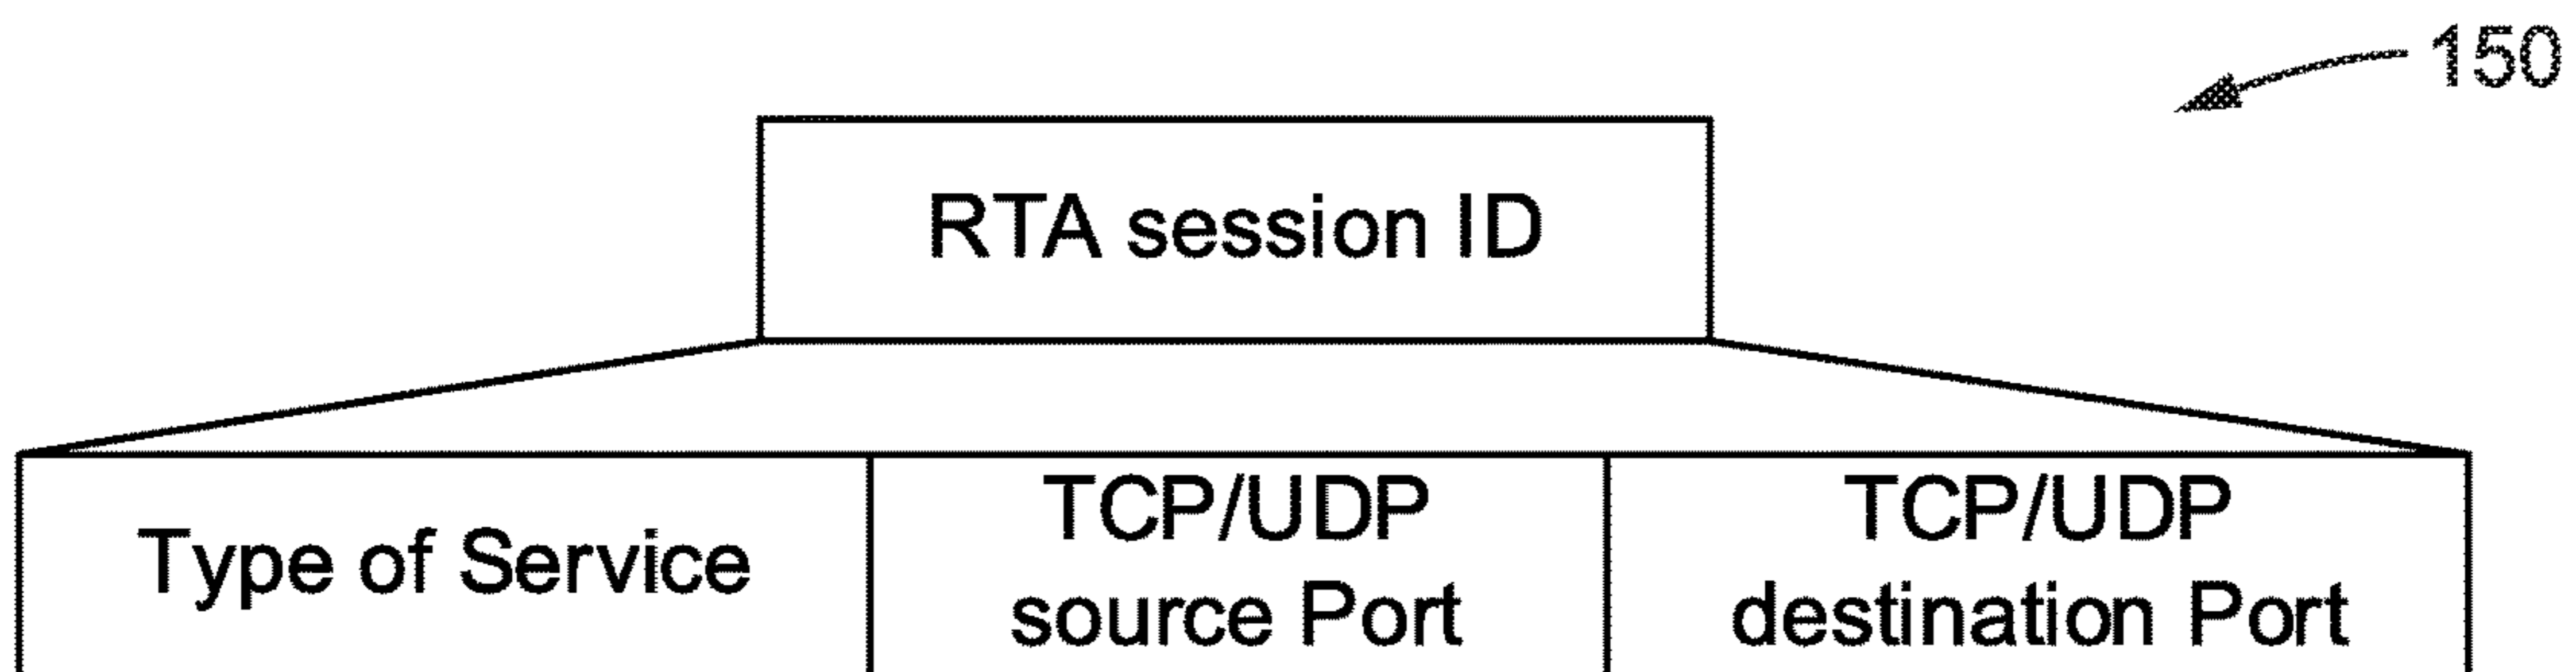 150
RTA session ID
Type of Service
TCP/UDP
source Port
TCP/UDP
destination Port